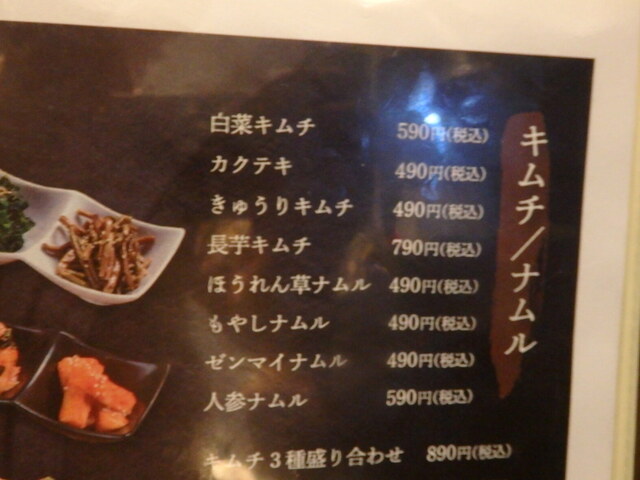 キムチ/ナムル
白菜キムチ 590円(税込)
カクテキ 490円(税込)
きゅうりキムチ 490円(税込)
長芋キムチ 790円(税込)
ほうれん草ナムル 490円(税込)
もやしナムル 490円(税込)
ゼンマイナムル 490円(税込)
人参ナムル 590円(税込)
キムチ3種盛り合わせ 890円(税込)